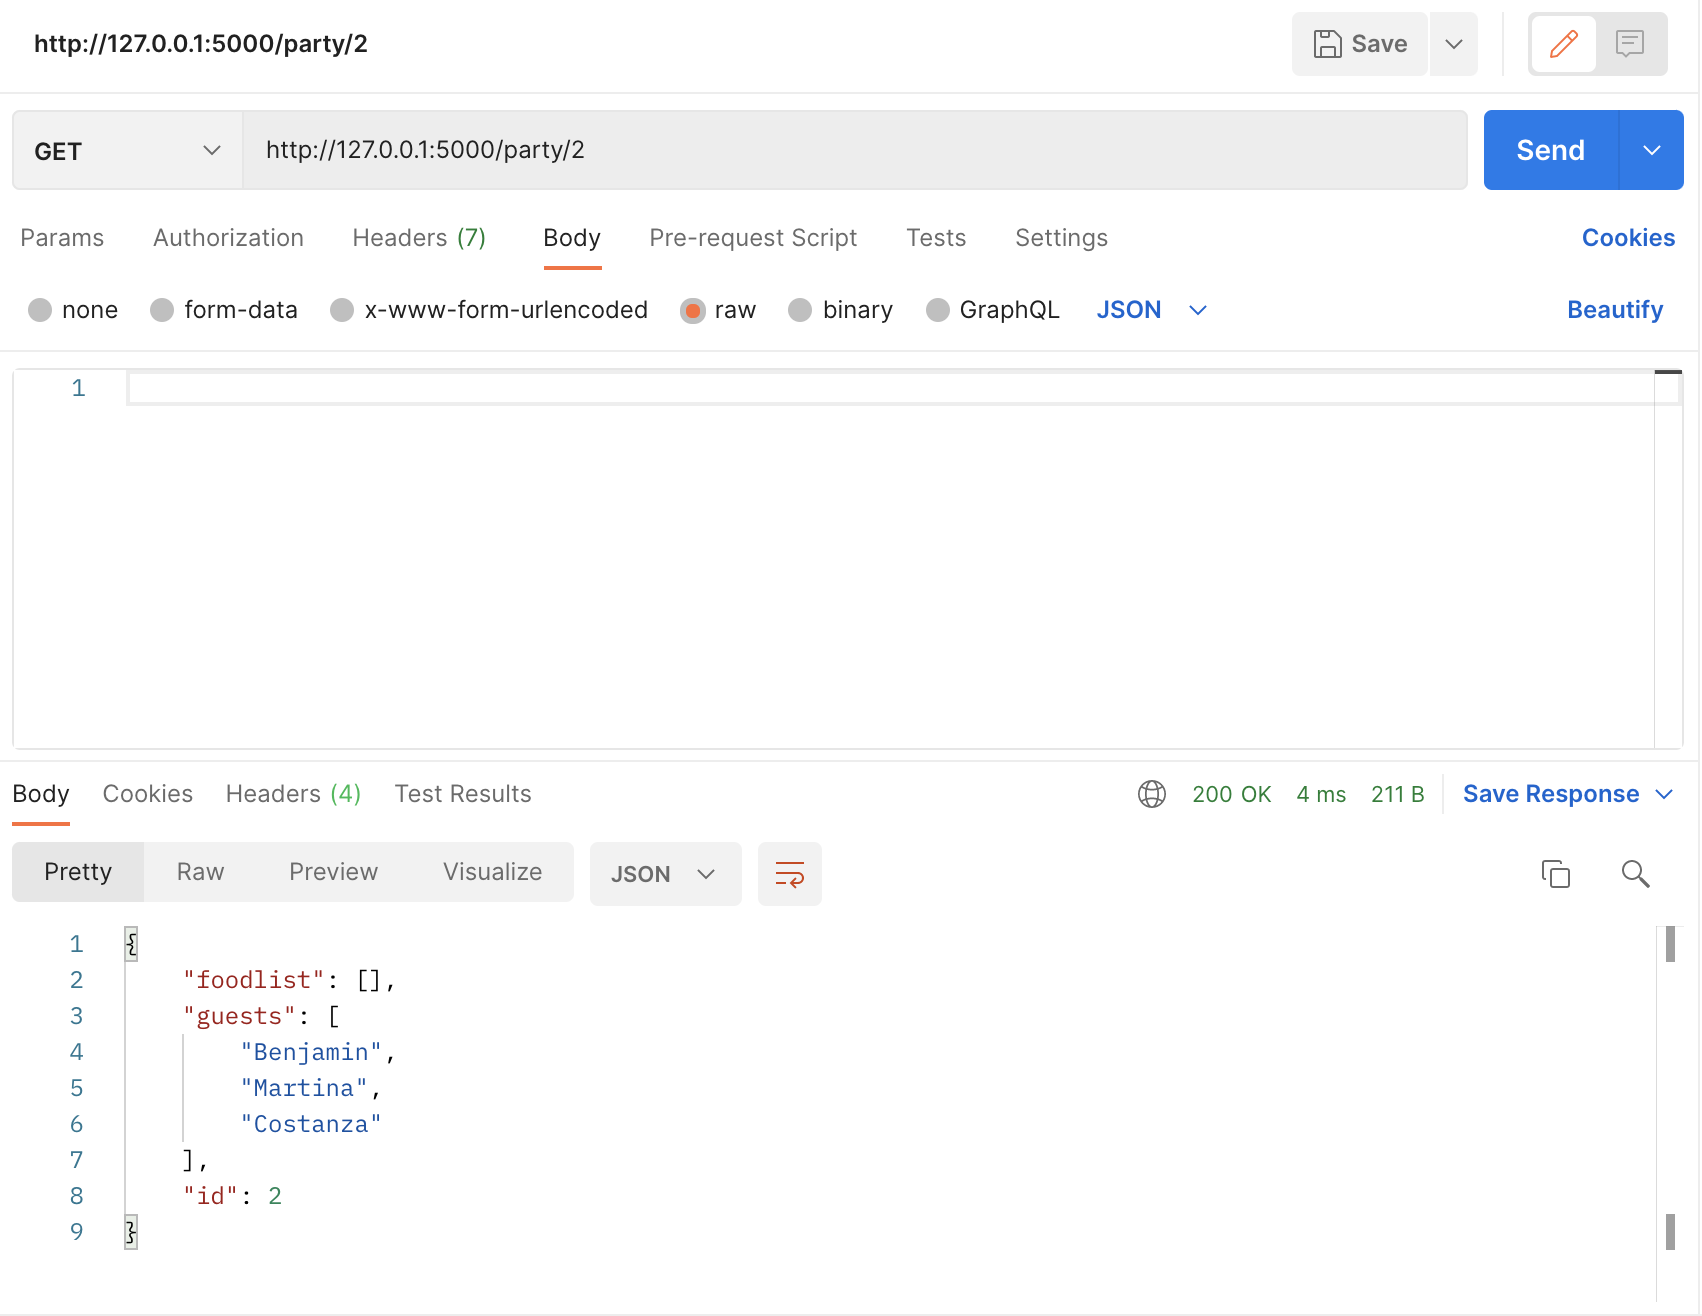 http://127.0.0.1:5000/party/2 Save
GET http://127.0.0.1:5000/party/2 Send
Params Authorization Headers (7) Body Pre-request Script Tests Settings Cookies
none form-data x-www-form-urlencoded raw binary GraphQL JSON Beautify
1
Body Cookies Headers (4) Test Results 200 OK 4 ms 211 B Save Response
Pretty Raw Preview Visualize JSON
1 {
2 "foodlist": [],
3 "guests": [
4 "Benjamin",
5 "Martina",
6 "Costanza"
7 ],
8 "id": 2
9 }